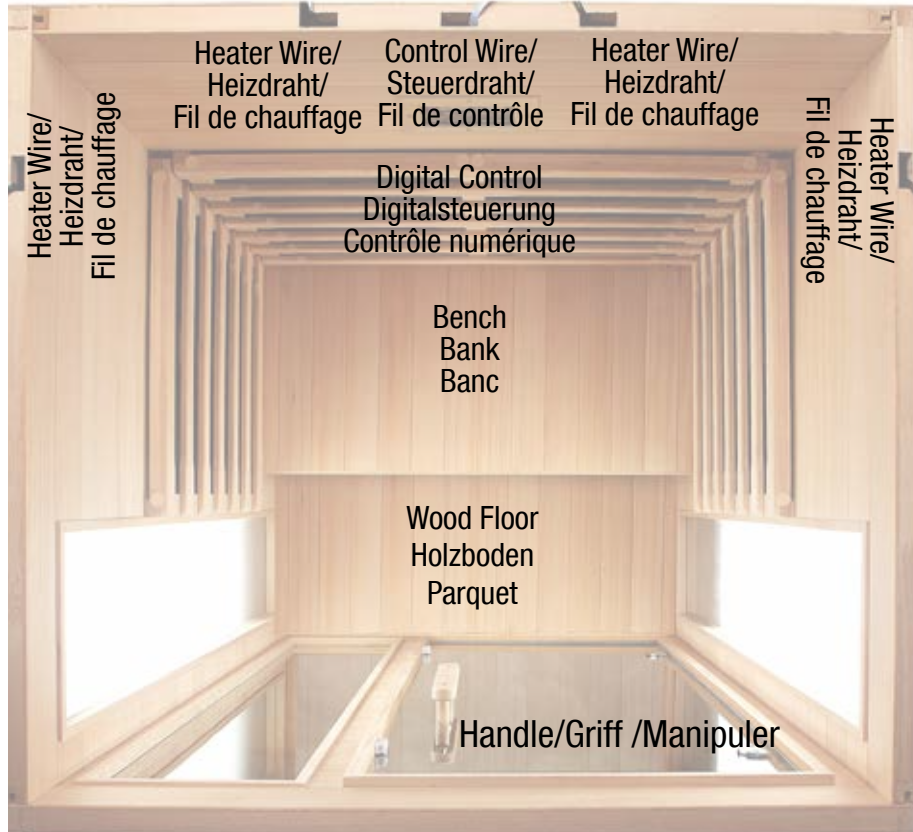 Heater Wire/
Heizdraht/
Fil de chauffage
Control Wire/
Steuerdraht/
Fil de contrôle
Heater Wire/
Heizdraht/
Fil de chauffage
Heater Wire/
Heizdraht/
Fil de chauffage
Heater Wire/
Heizdraht/
Fil de chauffage
Digital Control
Digitalsteuerung
Contrôle numérique
Bench
Bank
Banc
Wood Floor
Holzboden
Parquet
Handle/Griff /Manipuler